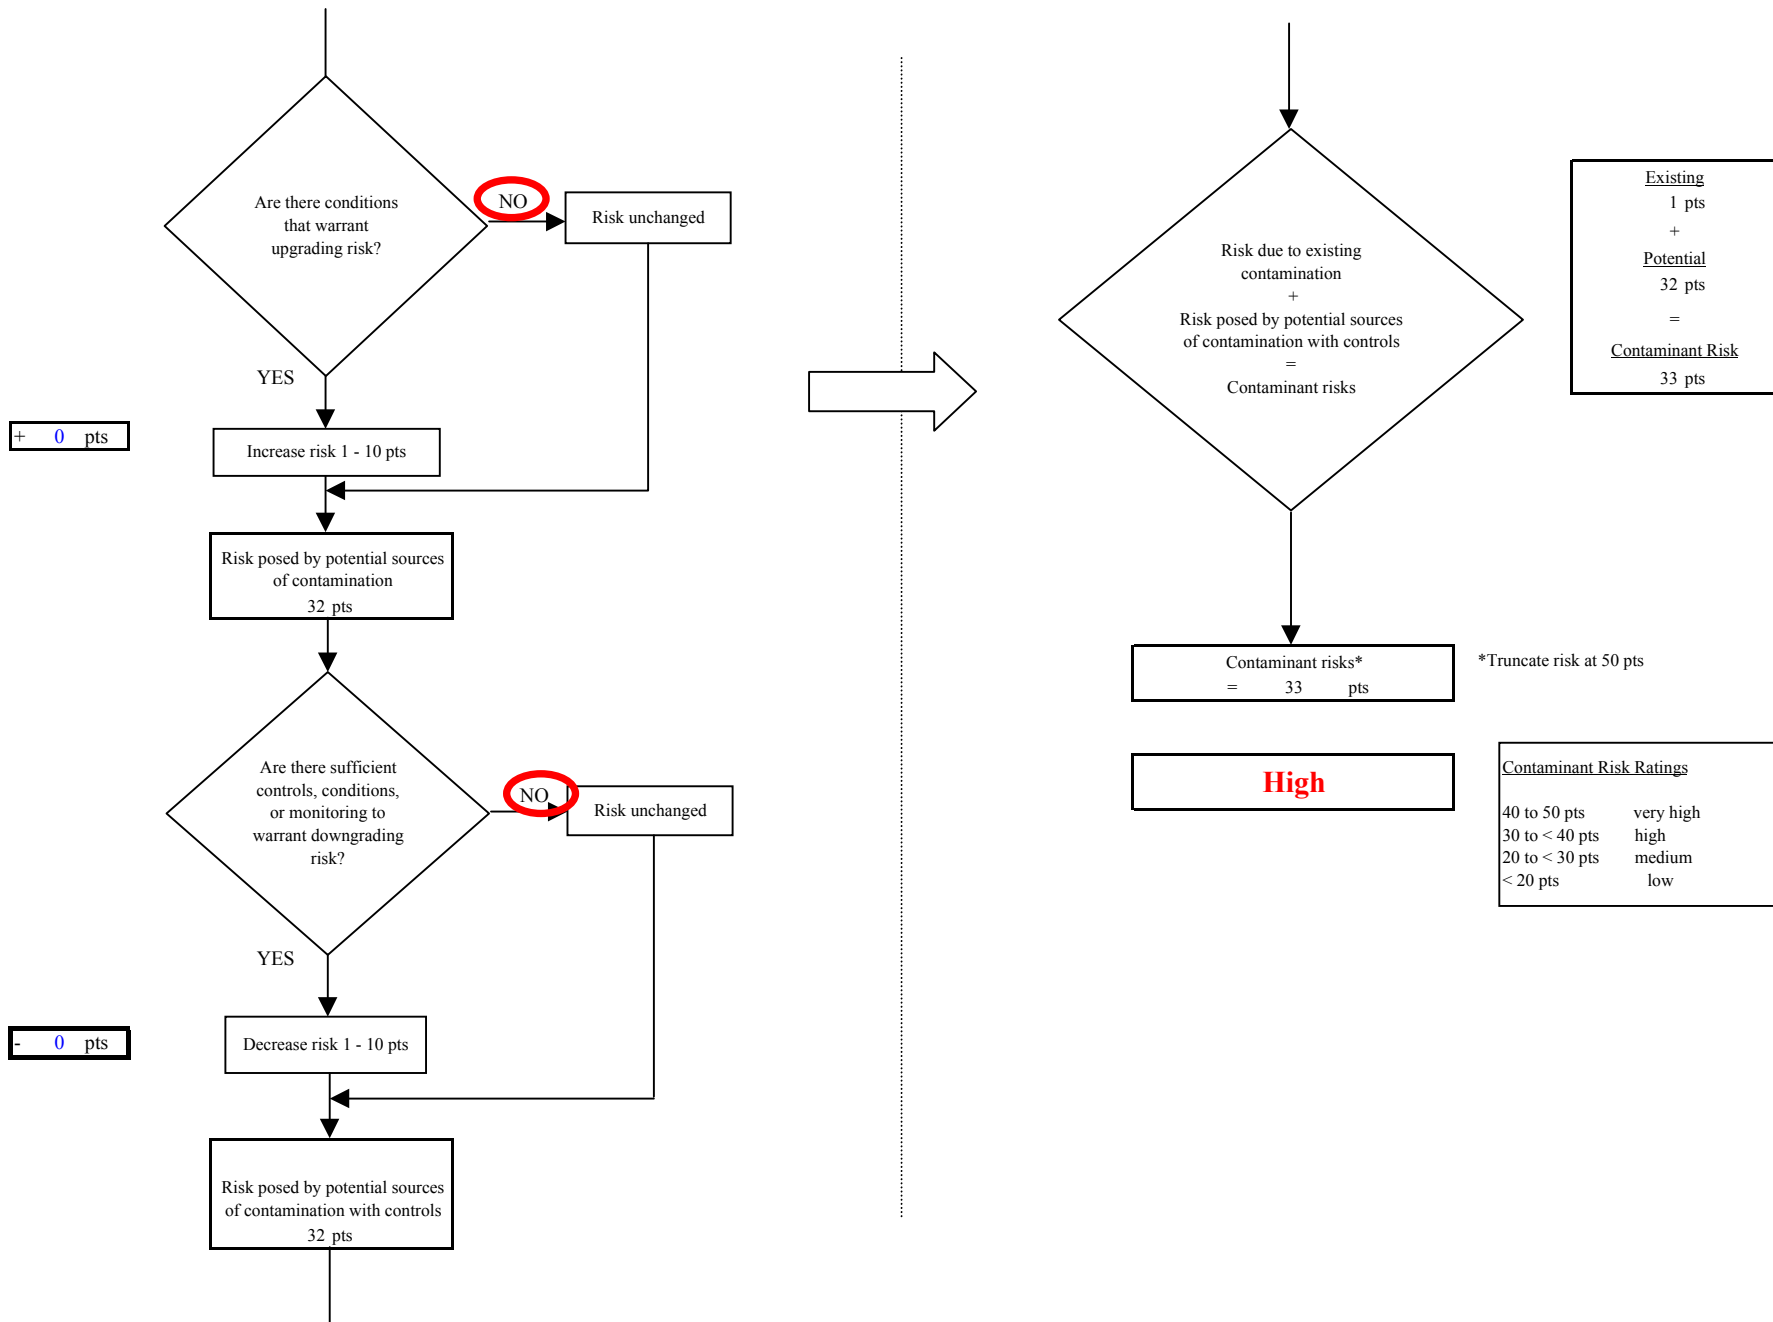 Are there conditions
that warrant
upgrading risk?
NO
Risk unchanged
YES
+ 0 pts
Increase risk 1 - 10 pts
Risk posed by potential sources
of contamination
32 pts
Are there sufficient
controls, conditions,
or monitoring to
warrant downgrading
risk?
NO
Risk unchanged
YES
- 0 pts
Decrease risk 1 - 10 pts
Risk posed by potential sources
of contamination with controls
32 pts
Risk due to existing
contamination
+
Risk posed by potential sources
of contamination with controls
=
Contaminant risks
Existing
1 pts
+
Potential
32 pts
=
Contaminant Risk
33 pts
Contaminant risks*
= 33 pts
*Truncate risk at 50 pts
High
Contaminant Risk Ratings
40 to 50 pts very high
30 to < 40 pts high
20 to < 30 pts medium
< 20 pts low